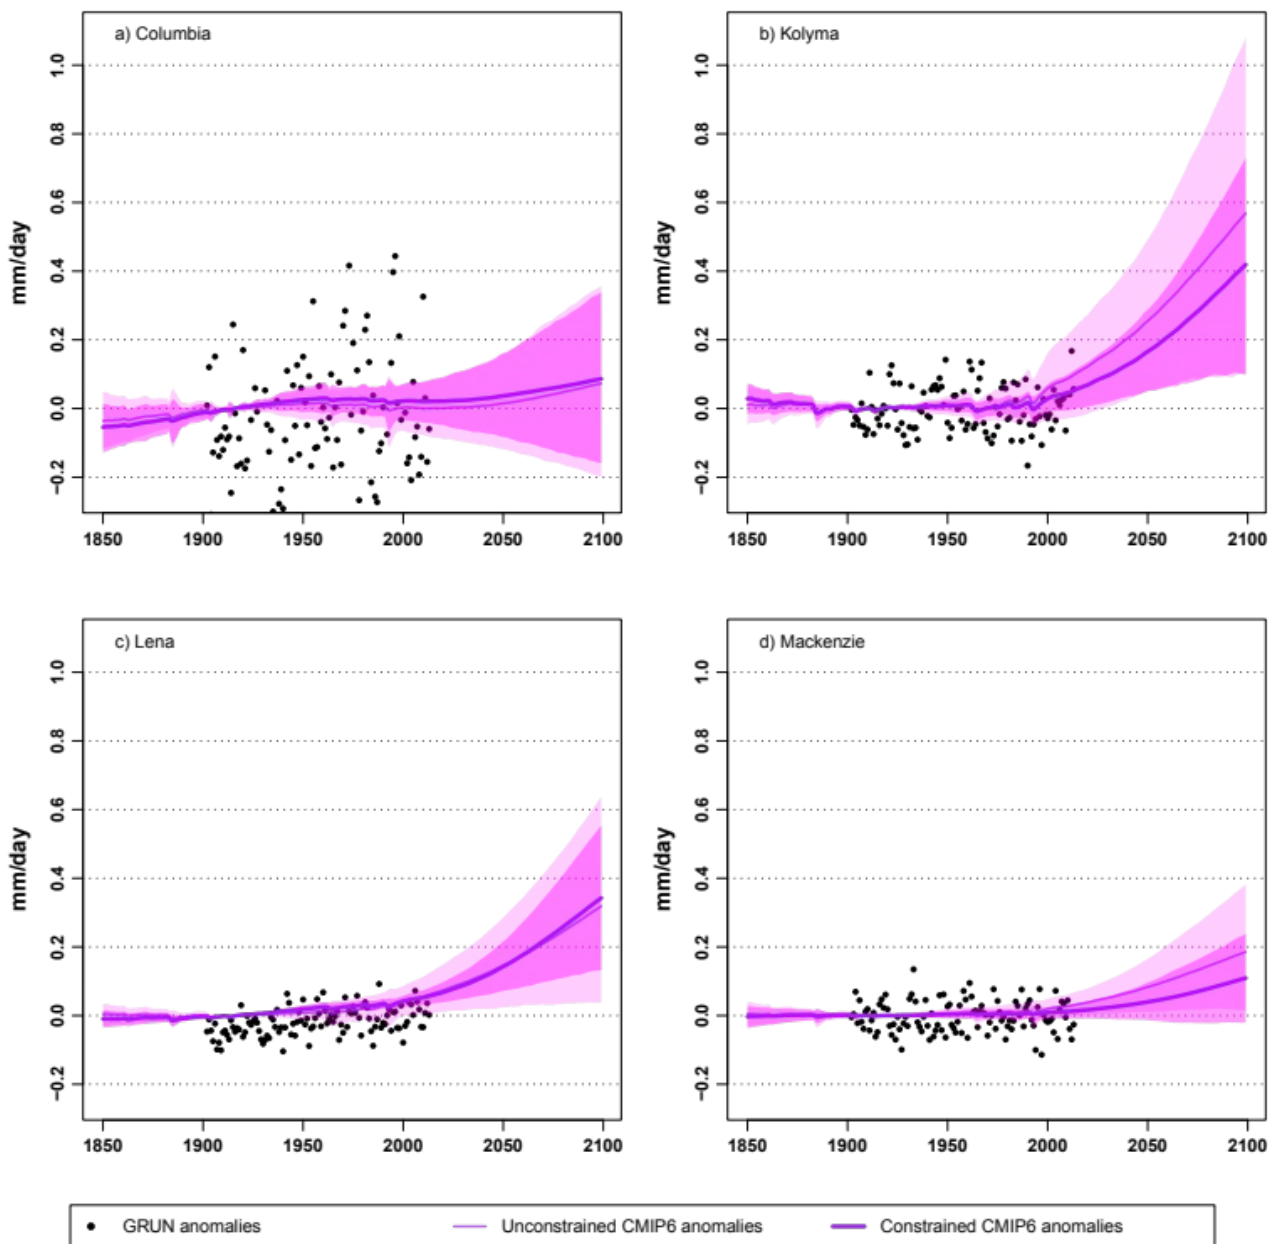 a) Columbia
mm/day
1.0
0.8
0.6
0.4
0.2
0.0
−0.2
1850 1900 1950 2000 2050 2100
b) Kolyma
mm/day
1.0
0.8
0.6
0.4
0.2
0.0
−0.2
1850 1900 1950 2000 2050 2100
c) Lena
mm/day
1.0
0.8
0.6
0.4
0.2
0.0
−0.2
1850 1900 1950 2000 2050 2100
d) Mackenzie
mm/day
1.0
0.8
0.6
0.4
0.2
0.0
−0.2
1850 1900 1950 2000 2050 2100
GRUN anomalies Unconstrained CMIP6 anomalies Constrained CMIP6 anomalies